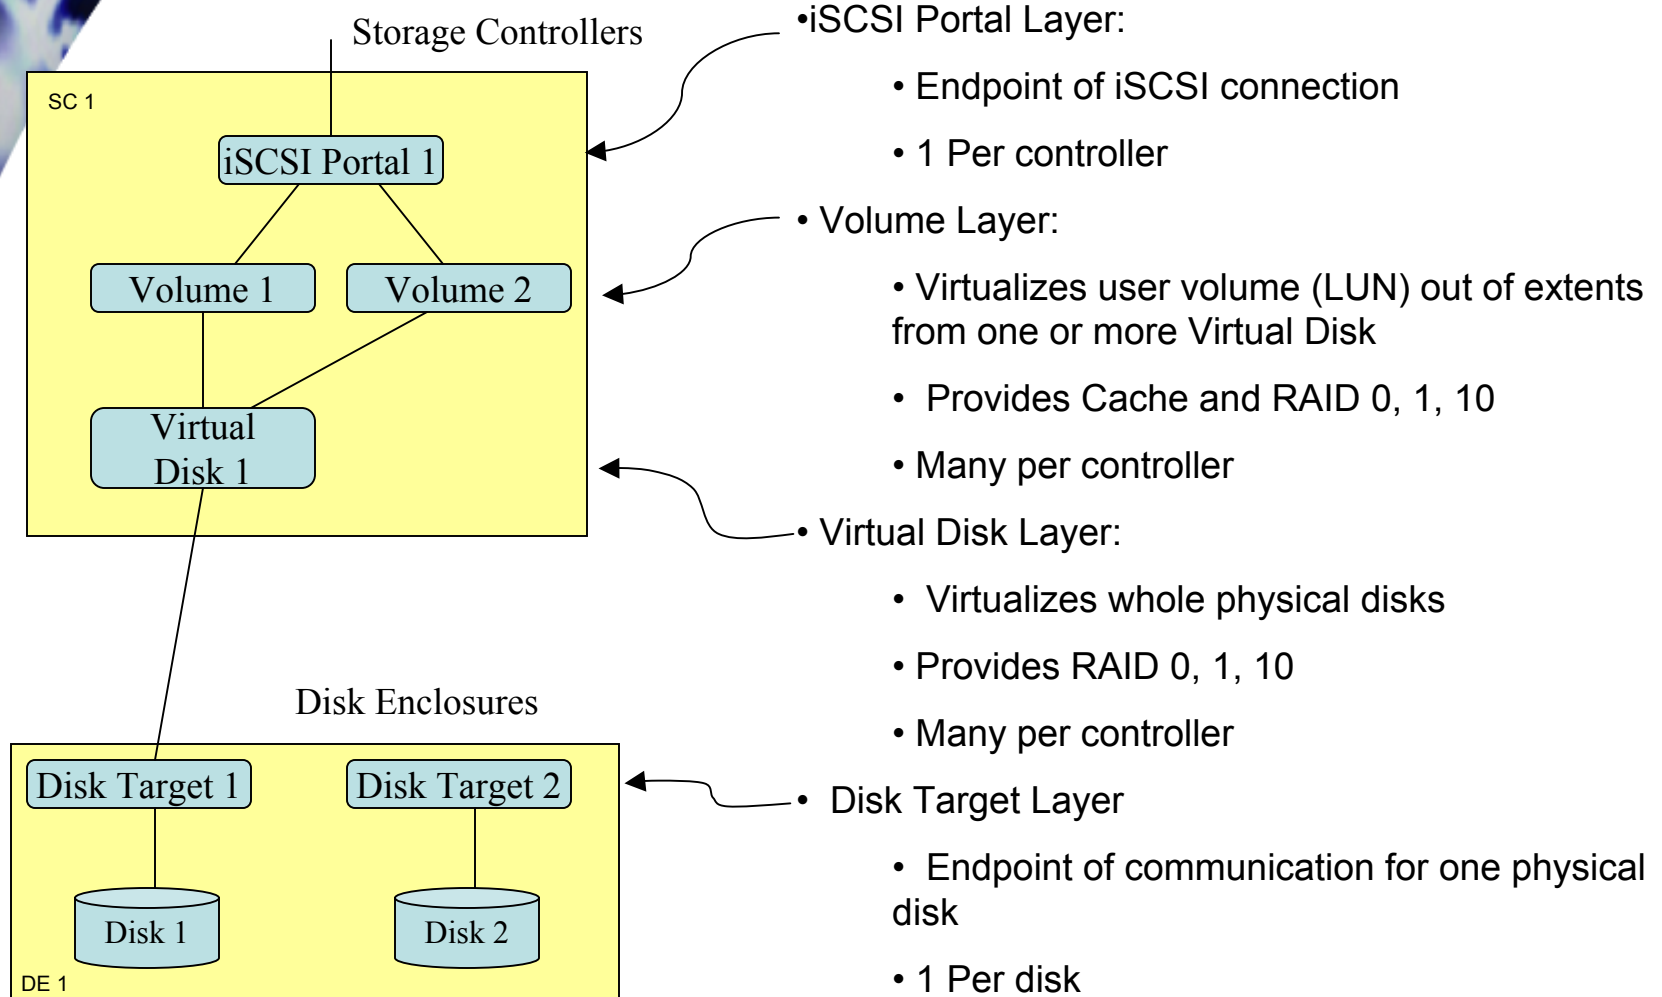 Storage Controllers
SC 1
iSCSI Portal 1
Volume 1
Volume 2
Virtual
Disk 1
Disk Enclosures
Disk Target 1
Disk Target 2
Disk 1
Disk 2
DE 1
•iSCSI Portal Layer:
• Endpoint of iSCSI connection
• 1 Per controller
• Volume Layer:
• Virtualizes user volume (LUN) out of extents
from one or more Virtual Disk
• Provides Cache and RAID 0, 1, 10
• Many per controller
• Virtual Disk Layer:
• Virtualizes whole physical disks
• Provides RAID 0, 1, 10
• Many per controller
• Disk Target Layer
• Endpoint of communication for one physical
disk
• 1 Per disk